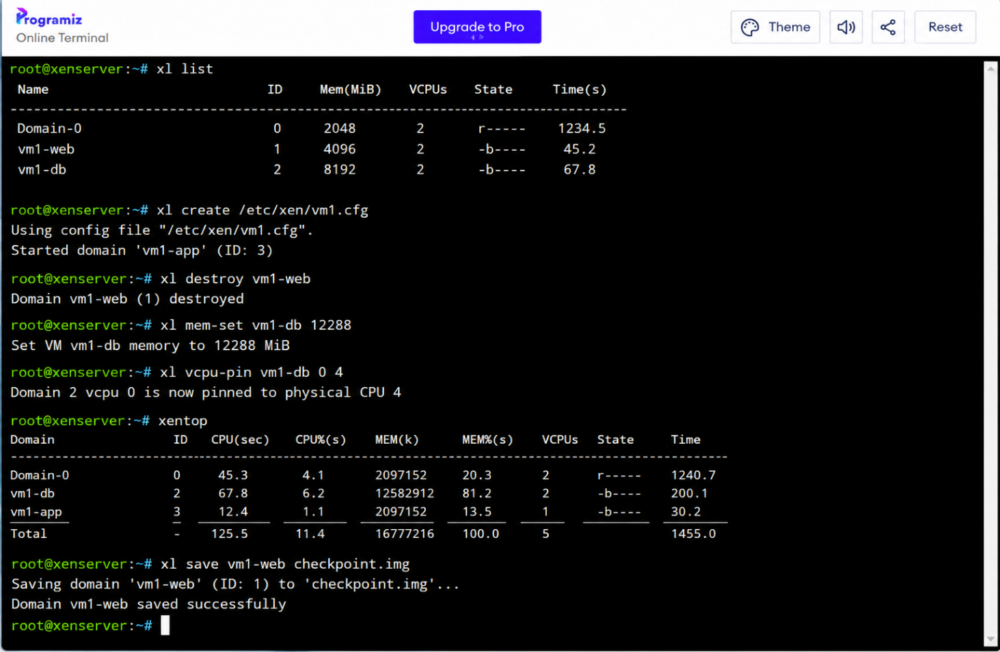 Programiz
Online Terminal
Upgrade to Pro
Theme
Reset
root@xenserver:~# xl list
Name ID Mem(MiB) VCPUs State Time(s)
--------------------------------------------------------------------------------
Domain-0 0 2048 2 r----- 1234.5
vm1-web 1 4096 2 -b---- 45.2
vm1-db 2 8192 2 -b---- 67.8
root@xenserver:~# xl create /etc/xen/vm1.cfg
Using config file "/etc/xen/vm1.cfg".
Started domain 'vm1-app' (ID: 3)
root@xenserver:~# xl destroy vm1-web
Domain vm1-web (1) destroyed
root@xenserver:~# xl mem-set vm1-db 12288
Set VM vm1-db memory to 12288 MiB
root@xenserver:~# xl vcpu-pin vm1-db 0 4
Domain 2 vcpu 0 is now pinned to physical CPU 4
root@xenserver:~# xentop
Domain ID CPU(sec) CPU%(s) MEM(k) MEM%(s) VCPUs State Time
--------------------------------------------------------------------------------
Domain-0 0 45.3 4.1 2097152 20.3 2 r----- 1240.7
vm1-db 2 67.8 6.2 12582912 81.2 2 -b---- 200.1
vm1-app 3 12.4 1.1 2097152 13.5 1 -b---- 30.2
Total - 125.5 11.4 16777216 100.0 5 1455.0
root@xenserver:~# xl save vm1-web checkpoint.img
Saving domain 'vm1-web' (ID: 1) to 'checkpoint.img'...
Domain vm1-web saved successfully
root@xenserver:~#